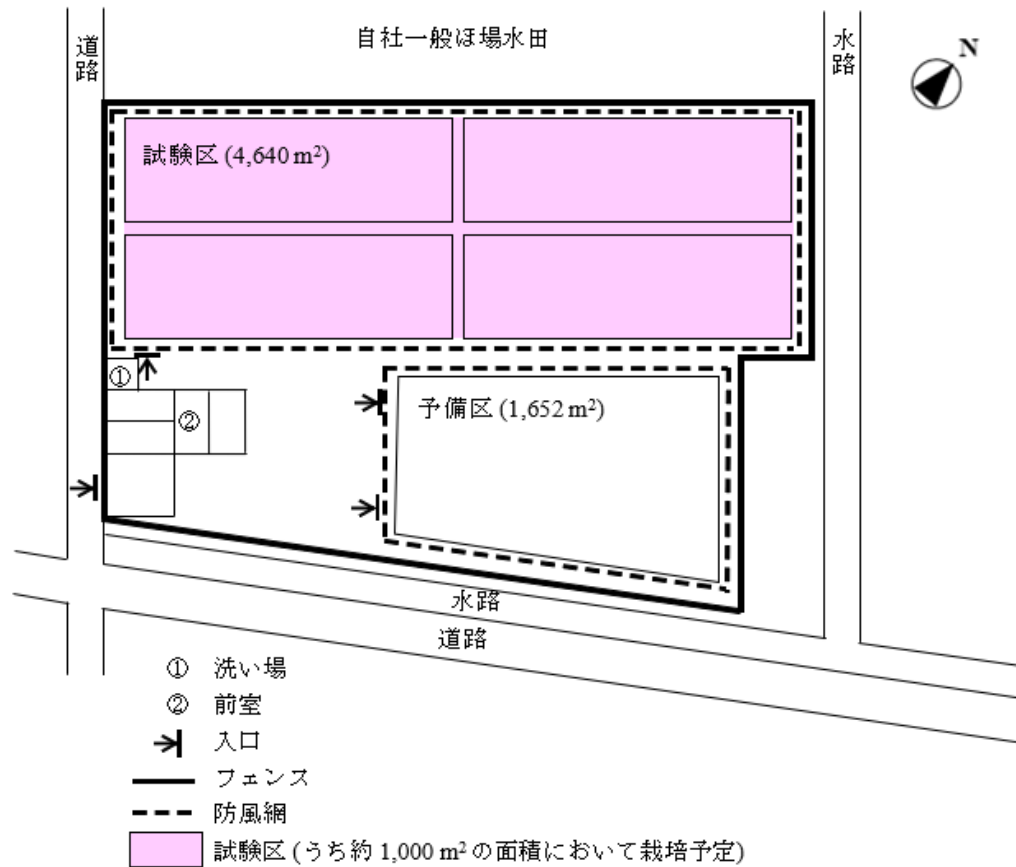 自社一般ほ場水田
道路
水路
N
試験区 (4,640 m²)
①
②
予備区 (1,652 m²)
水路
道路
① 洗い場
② 前室
入口
フェンス
防風網
試験区 (うち約 1,000 m² の面積において栽培予定)